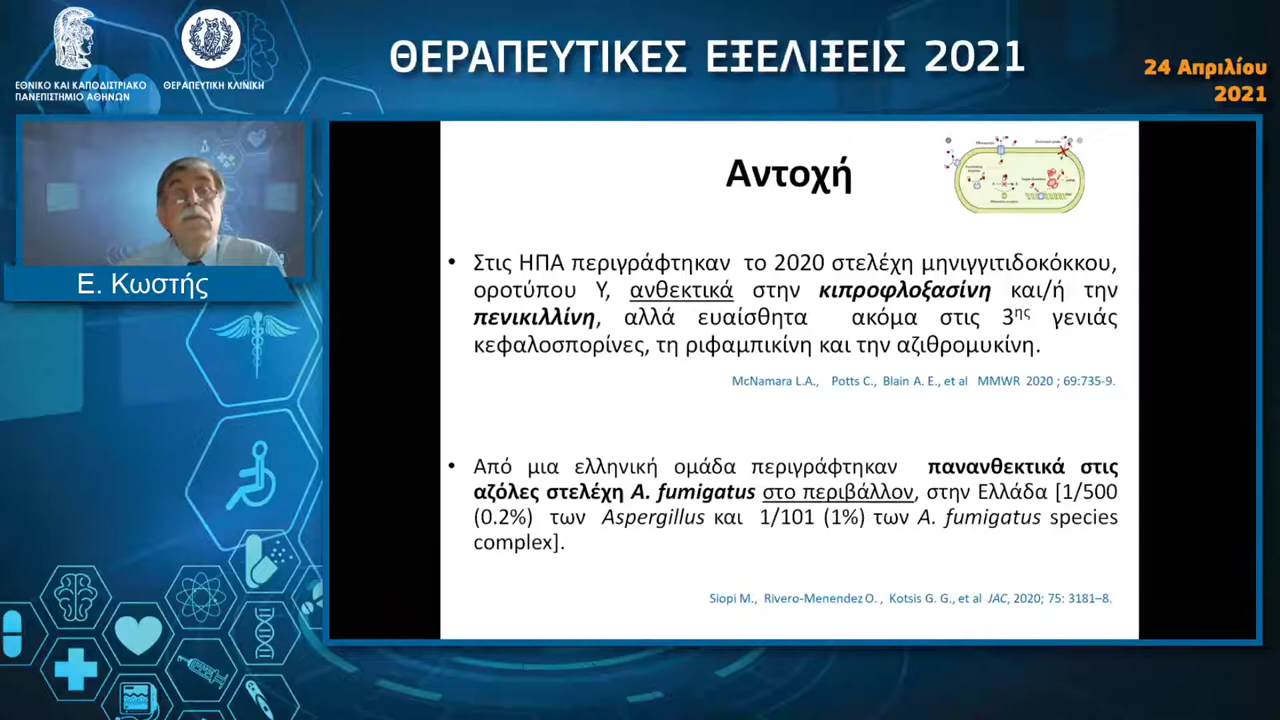 ΕΘΝΙΚΟ ΚΑΙ ΚΑΠΟΔΙΣΤΡΙΑΚΟ
ΠΑΝΕΠΙΣΤΗΜΙΟ ΑΘΗΝΩΝ
ΘΕΡΑΠΕΥΤΙΚΗ ΚΛΙΝΙΚΗ
ΘΕΡΑΠΕΥΤΙΚΕΣ ΕΞΕΛΙΞΕΙΣ 2021
24 Απριλίου
2021
Ε. Κωστής
Αντοχή
• Στις ΗΠΑ περιγράφτηκαν το 2020 στελέχη μηνιγγιτιδοκόκκου,
οροτύπου Υ, ανθεκτικά στην κιπροφλοξασίνη και/ή την
πενικιλλίνη, αλλά ευαίσθητα ακόμα στις 3ης γενιάς
κεφαλοσπορίνες, τη ριφαμπικίνη και την αζιθρομυκίνη.
McNamara L.A., Potts C., Blain A. E., et al MMWR 2020 ; 69:735-9.
• Από μια ελληνική ομάδα περιγράφτηκαν πανανθεκτικά στις
αζόλες στελέχη A. fumigatus στο περιβάλλον, στην Ελλάδα [1/500
(0.2%) των Aspergillus και 1/101 (1%) των A. fumigatus species
complex].
Siopi M., Rivero-Menendez O. , Kotsis G. G., et al JAC, 2020; 75: 3181–8.